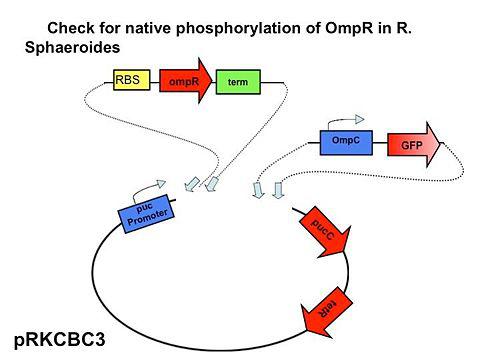 Check for native phosphorylation of OmpR in R.
Sphaeroides
RBS
ompR
term
OmpC
GFP
puc
Promoter
pucC
tetR
pRKCBC3